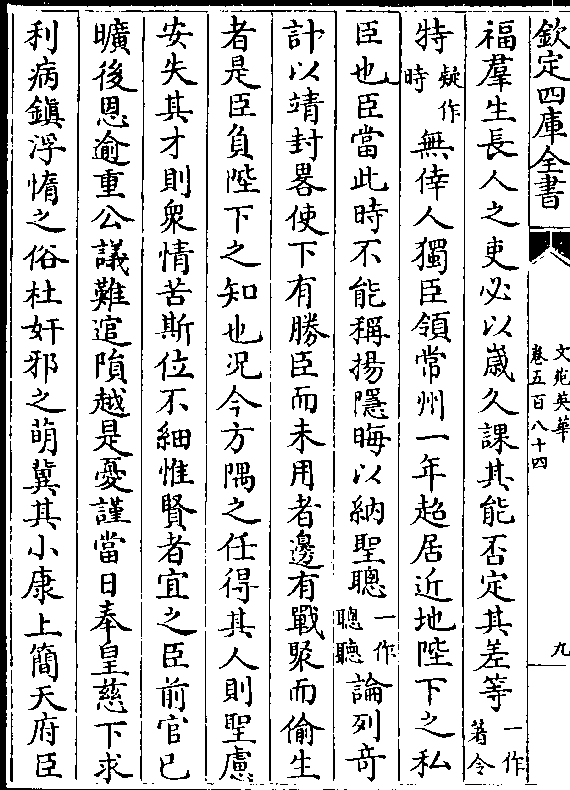 欽定四庫全書
文苑英華
卷五百八十四
九
福羣生長人之吏必以歲久課其能否定其差等一作著令
特疑作時無倖人獨臣領常州一年超居近地陛下之私
臣也臣當此時不能稱揚隱晦以納聖聰一作聰聽論列竒
計以靖封畧使下有勝臣而未用者邊有戰聚而偷生
者是臣負陛下之知也况今方隅之任得其人則聖慮
安失其才則衆情苦斯位不細惟賢者宜之臣前官已
曠後恩逾重公議難逭隕越是憂謹當日奉皇慈下求
利病鎮浮惰之俗杜奸邪之萌冀其小康上簡天府臣